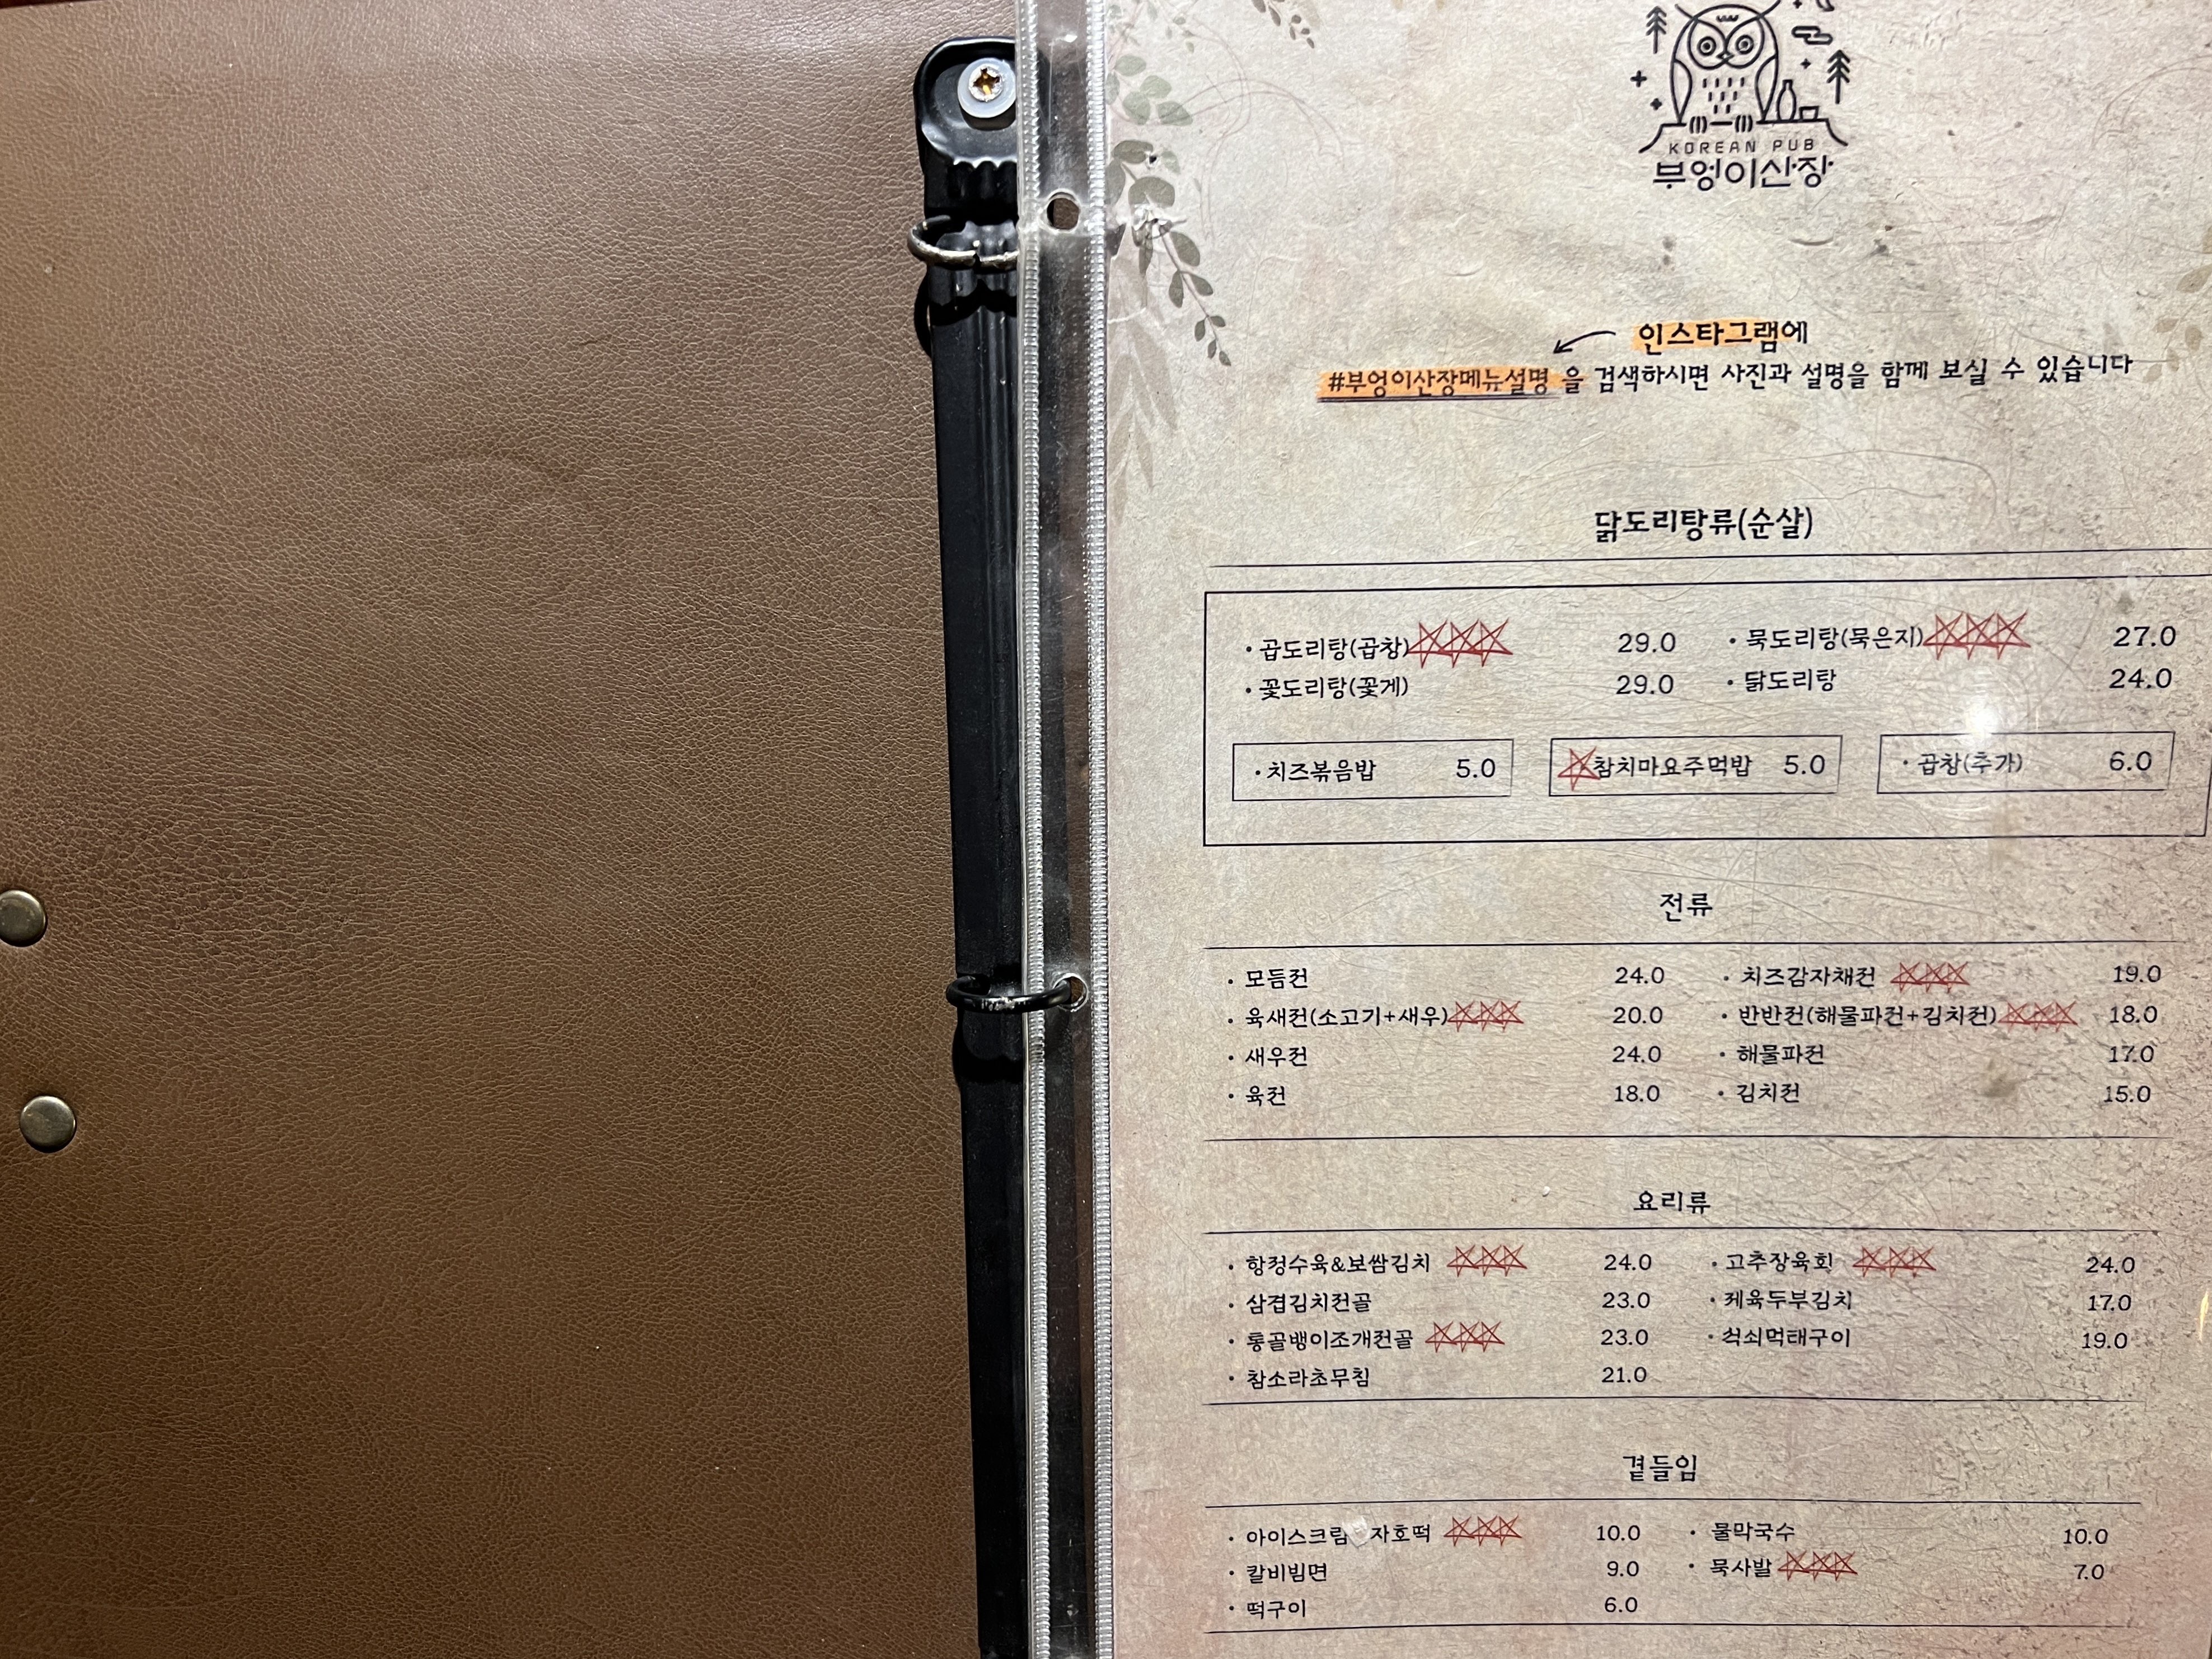 KOREAN PUB
부엉이산장
인스타그램에
#부엉이산장메뉴설명 을 검색하시면 사진과 설명을 함께 보실 수 있습니다
닭도리탕류(순살)
· 곱도리탕(곱창) 29.0 · 묵도리탕(묵은지) 27.0
· 꽃도리탕(꽃게) 29.0 · 닭도리탕 24.0
· 치즈볶음밥 5.0 참치마요주먹밥 5.0 · 곱창(추가) 6.0
전류
· 모듬전 24.0 · 치즈감자채전 19.0
· 육새전(소고기+새우) 20.0 · 반반전(해물파전+김치전) 18.0
· 새우전 24.0 · 해물파전 17.0
· 육전 18.0 · 김치전 15.0
요리류
· 항정수육&보쌈김치 24.0 · 고추장육회 24.0
· 삼겹김치전골 23.0 · 제육두부김치 17.0
· 통골뱅이조개전골 23.0 · 석쇠먹태구이 19.0
· 참소라초무침 21.0
곁들임
· 아이스크림 자호떡 10.0 · 물막국수 10.0
· 칼비빔면 9.0 · 묵사발 7.0
· 떡구이 6.0